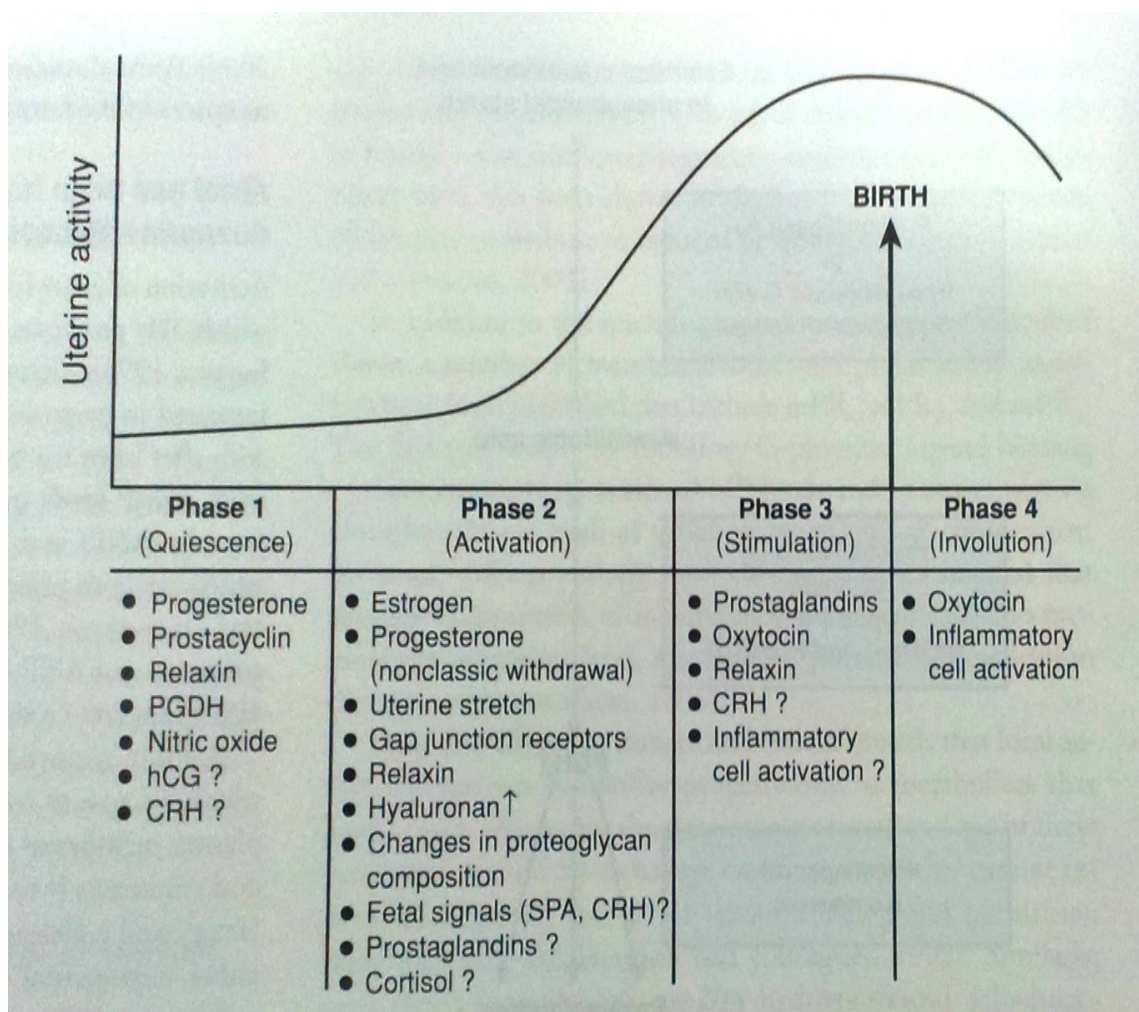 Uterine activity
BIRTH
Phase 1
(Quiescence)
Phase 2
(Activation)
Phase 3
(Stimulation)
Phase 4
(Involution)
● Progesterone
● Prostacyclin
● Relaxin
● PGDH
● Nitric oxide
● hCG ?
● CRH ?
● Estrogen
● Progesterone
(nonclassic withdrawal)
● Uterine stretch
● Gap junction receptors
● Relaxin
● Hyaluronan↑
● Changes in proteoglycan
composition
● Fetal signals (SPA, CRH)?
● Prostaglandins ?
● Cortisol ?
● Prostaglandins
● Oxytocin
● Relaxin
● CRH ?
● Inflammatory
cell activation ?
● Oxytocin
● Inflammatory
cell activation